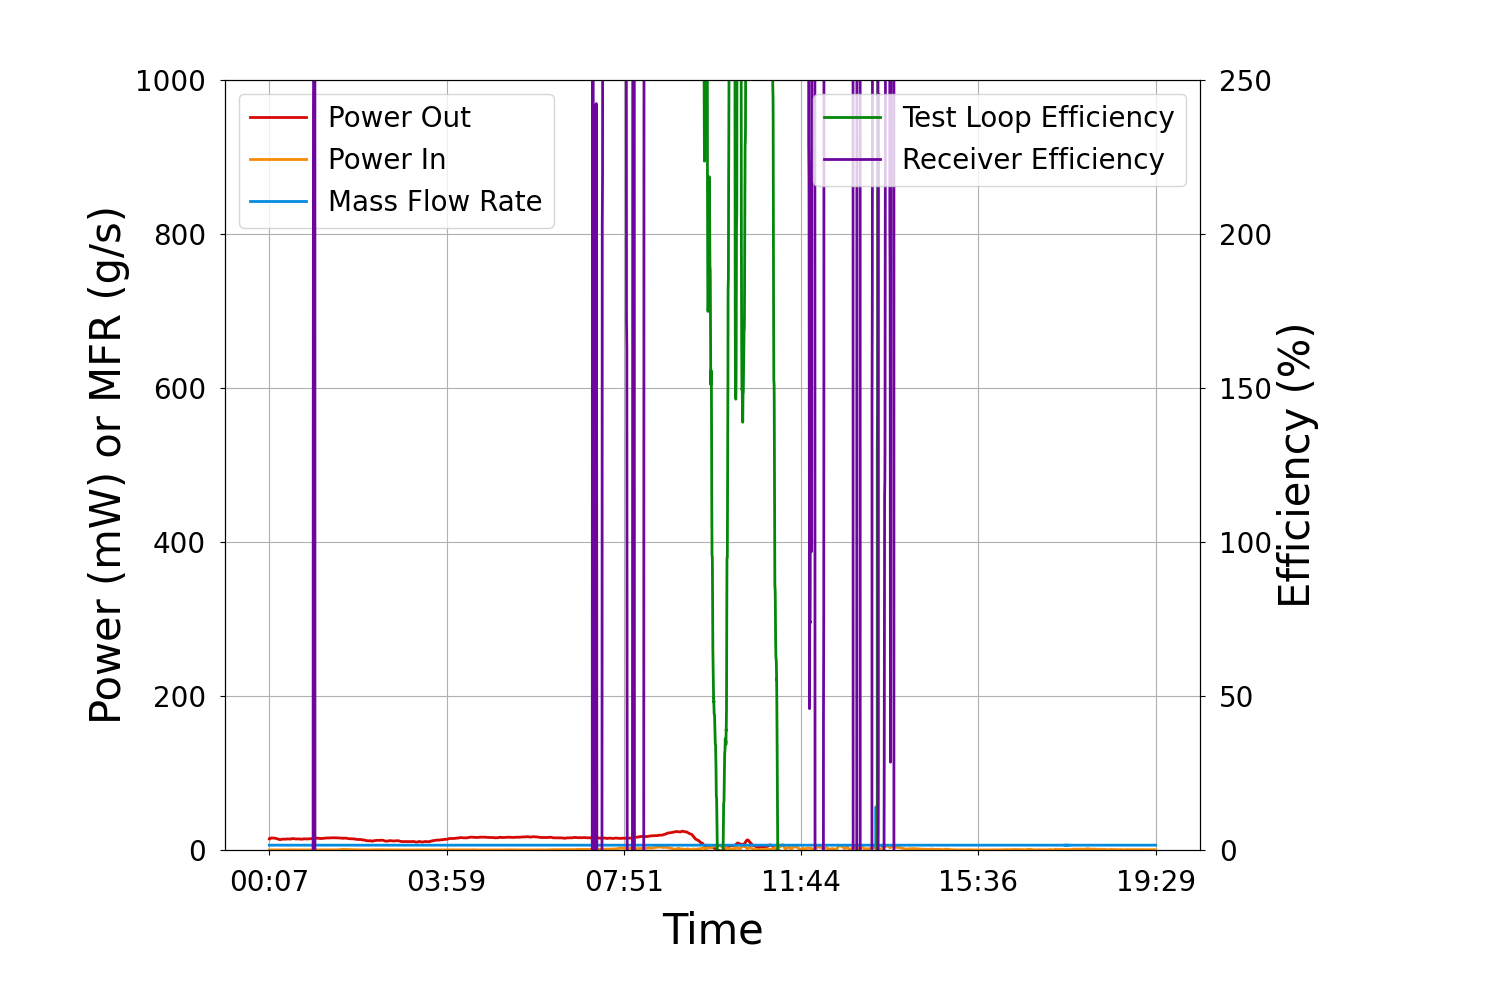 1000
800
600
400
200
0
Power (mW) or MFR (g/s)
Power Out
Power In
Mass Flow Rate
Test Loop Efficiency
Receiver Efficiency
250
200
150
100
50
0
Efficiency (%)
00:07 03:59 07:51 11:44 15:36 19:29
Time